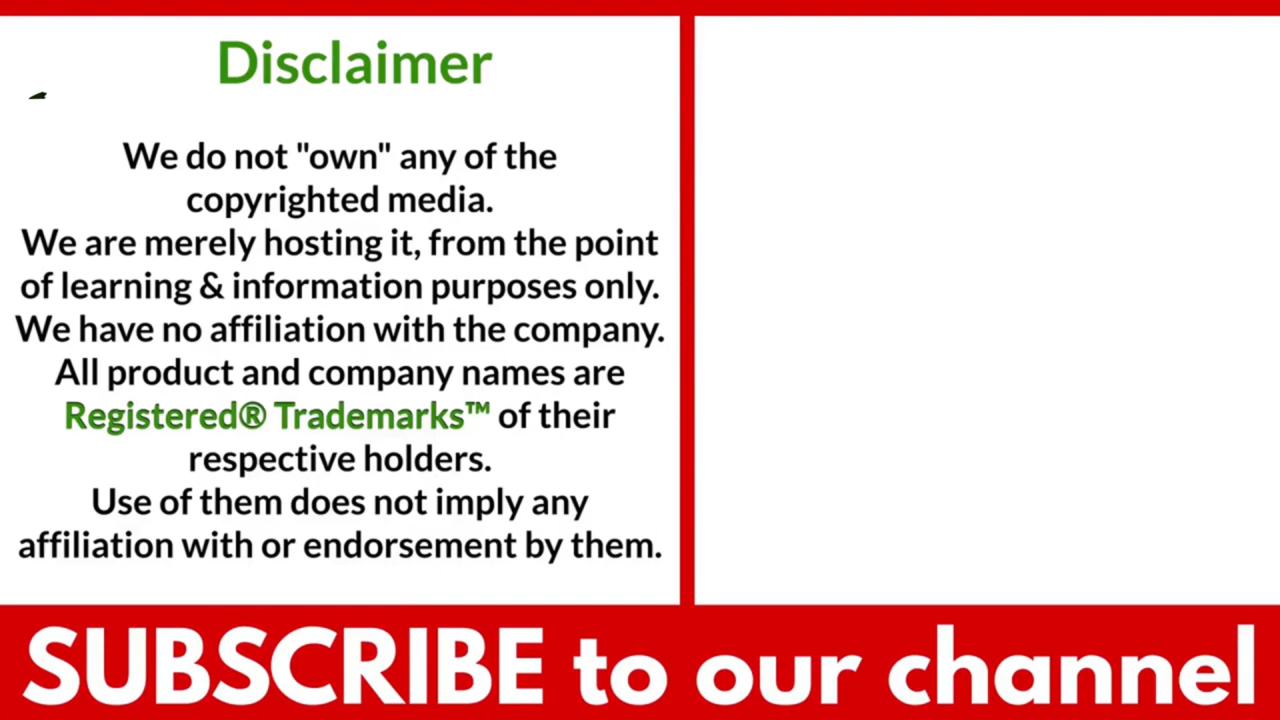 Disclaimer
We do not "own" any of the
copyrighted media.
We are merely hosting it, from the point
of learning & information purposes only.
We have no affiliation with the company.
All product and company names are
Registered® Trademarks™ of their
respective holders.
Use of them does not imply any
affiliation with or endorsement by them.
SUBSCRIBE to our channel